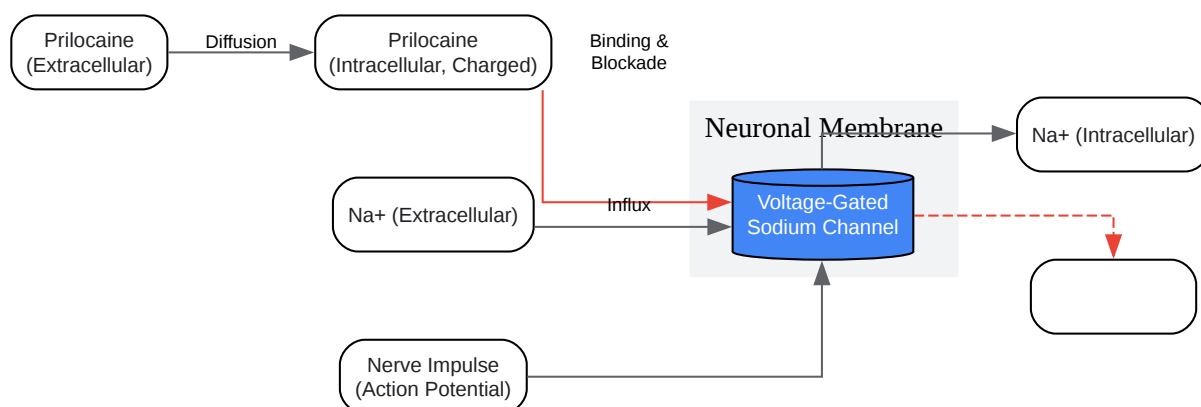 Prilocaine
(Extracellular)
Diffusion
Prilocaine
(Intracellular, Charged)
Binding &
Blockade
Neuronal Membrane
Na+ (Intracellular)
Na+ (Extracellular)
Influx
Voltage-Gated
Sodium Channel
Nerve Impulse
(Action Potential)